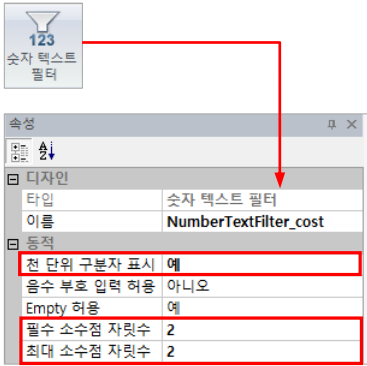 123
숫자 텍스트
필터
속성
디자인
타입 숫자 텍스트 필터
이름 NumberTextFilter_cost
동적
천 단위 구분자 표시 예
음수 부호 입력 허용 아니오
Empty 허용 예
필수 소수점 자릿수 2
최대 소수점 자릿수 2